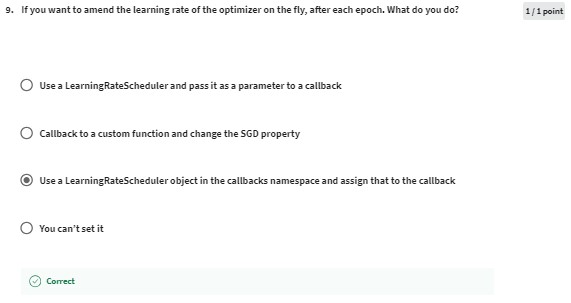 9. If you want to amend the learning rate of the optimizer on the fly, after each epoch. What do you do?
1 / 1 point
Use a LearningRateScheduler and pass it as a parameter to a callback
Callback to a custom function and change the SGD property
Use a LearningRateScheduler object in the callbacks namespace and assign that to the callback
You can't set it
Correct